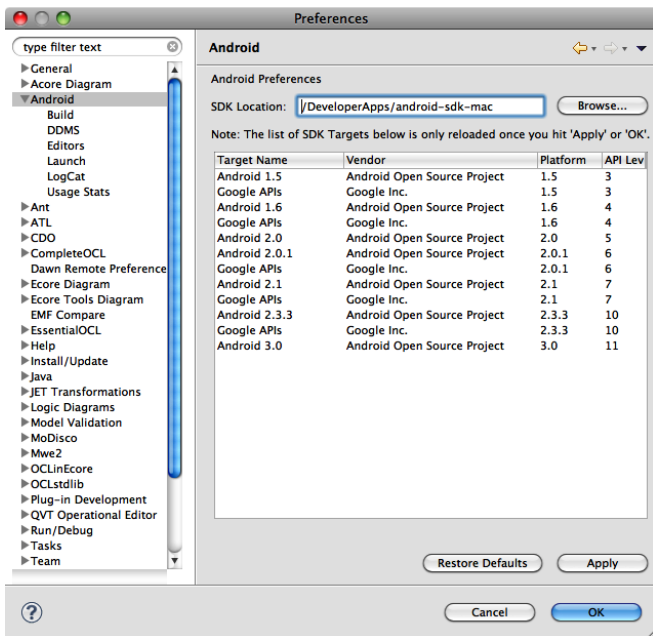 Preferences
type filter text
General
Acore Diagram
Android
Build
DDMS
Editors
Launch
LogCat
Usage Stats
Ant
ATL
CDO
CompleteOCL
Dawn Remote Preference
Ecore Diagram
Ecore Tools Diagram
EMF Compare
EssentialOCL
Help
Install/Update
Java
JET Transformations
Logic Diagrams
Model Validation
MoDisco
Mwe2
OCLinEcore
OCLstdlib
Plug-in Development
QVT Operational Editor
Run/Debug
Tasks
Team
Android
Android Preferences
SDK Location: /DeveloperApps/android-sdk-mac Browse...
Note: The list of SDK Targets below is only reloaded once you hit 'Apply' or 'OK'.
Target Name Vendor Platform API Lev
Android 1.5 Android Open Source Project 1.5 3
Google APIs Google Inc. 1.5 3
Android 1.6 Android Open Source Project 1.6 4
Google APIs Google Inc. 1.6 4
Android 2.0 Android Open Source Project 2.0 5
Android 2.0.1 Android Open Source Project 2.0.1 6
Google APIs Google Inc. 2.0.1 6
Android 2.1 Android Open Source Project 2.1 7
Google APIs Google Inc. 2.1 7
Android 2.3.3 Android Open Source Project 2.3.3 10
Google APIs Google Inc. 2.3.3 10
Android 3.0 Android Open Source Project 3.0 11
Restore Defaults Apply
? Cancel OK